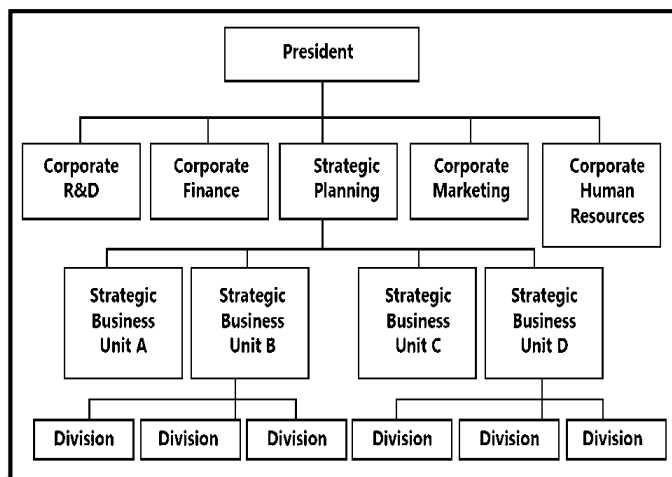 President
Corporate
R&D
Corporate
Finance
Strategic
Planning
Corporate
Marketing
Corporate
Human
Resources
Strategic
Business
Unit A
Strategic
Business
Unit B
Strategic
Business
Unit C
Strategic
Business
Unit D
Division
Division
Division
Division
Division
Division